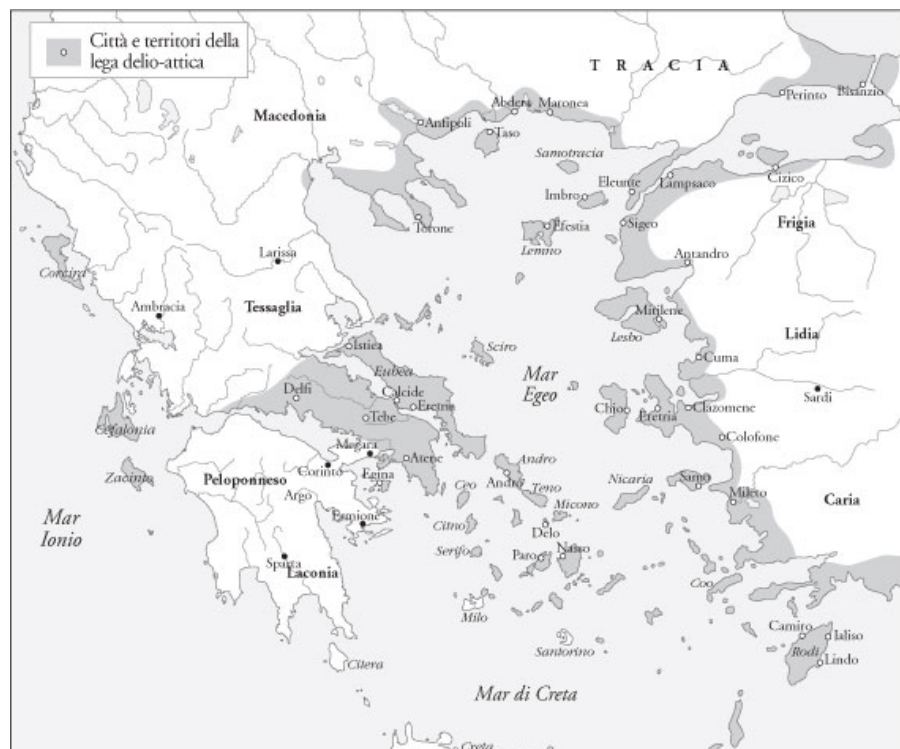 Città e territori della
lega delio-attica
TRACIA
Bisanzio
Perinto
Abdera
Maronea
Macedonia
Anfipoli
Taso
Samotracia
Cizico
Eleunte
Lampsaco
Imbro
Torone
Efestia
Sigeo
Frigia
Lemno
Larissa
Antandro
Corcira
Ambracia
Tessaglia
Mitilene
Lesbo
Lidia
Istiea
Sciro
Cuma
Eubea
Mar
Egeo
Delfi
Calcide
Eretria
Sardi
Chio
Eretria
Clazomene
Tebe
Cefalonia
Colofone
Megara
Atene
Andro
Zacinto
Peloponneso
Corinto
Egina
Ceo
Andro
Teno
Nicaria
Samo
Mileto
Argo
Micono
Caria
Mar
Ionio
Ermione
Citno
Delo
Serifo
Paro
Nasso
Sparta
Laconia
Coo
Milo
Camiro
Ialiso
Santorino
Rodi
Lindo
Citera
Mar di Creta
Creta